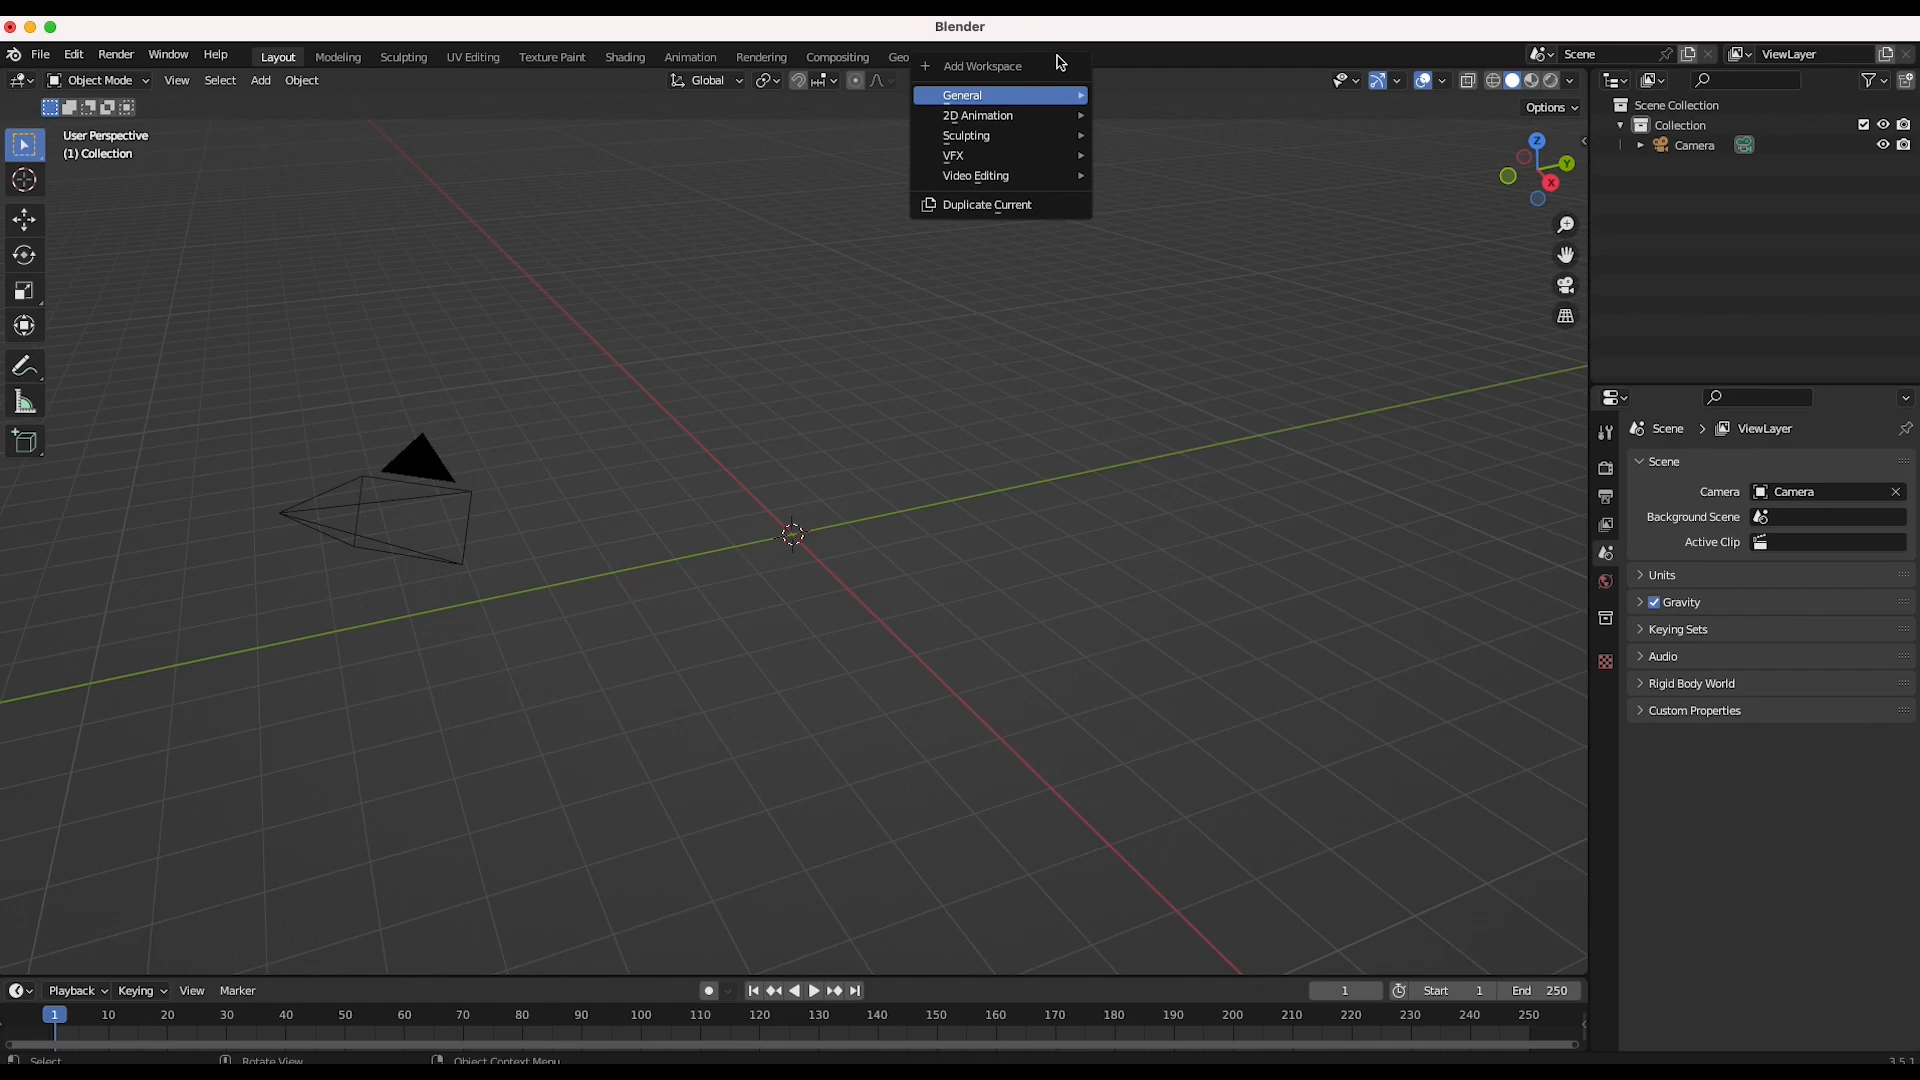 Blender
File Edit Render Window Help Layout Modeling Sculpting UV Editing Texture Paint Shading Animation Rendering Compositing Geo
Scene ViewLayer
Object Mode View Select Add Object Global
Options
User Perspective
(1) Collection
Add Workspace
General
2D Animation
Sculpting
VFX
Video Editing
Duplicate Current
Z
Y
X
Scene Collection
Collection
Camera
Scene ViewLayer
Scene
Camera Camera
Background Scene
Active Clip
Units
Gravity
Keying Sets
Audio
Rigid Body World
Custom Properties
Playback Keying View Marker 1 Start 1 End 250
1 10 20 30 40 50 60 70 80 90 100 110 120 130 140 150 160 170 180 190 200 210 220 230 240 250
Select Rotate View Object Context Menu 3.5.1